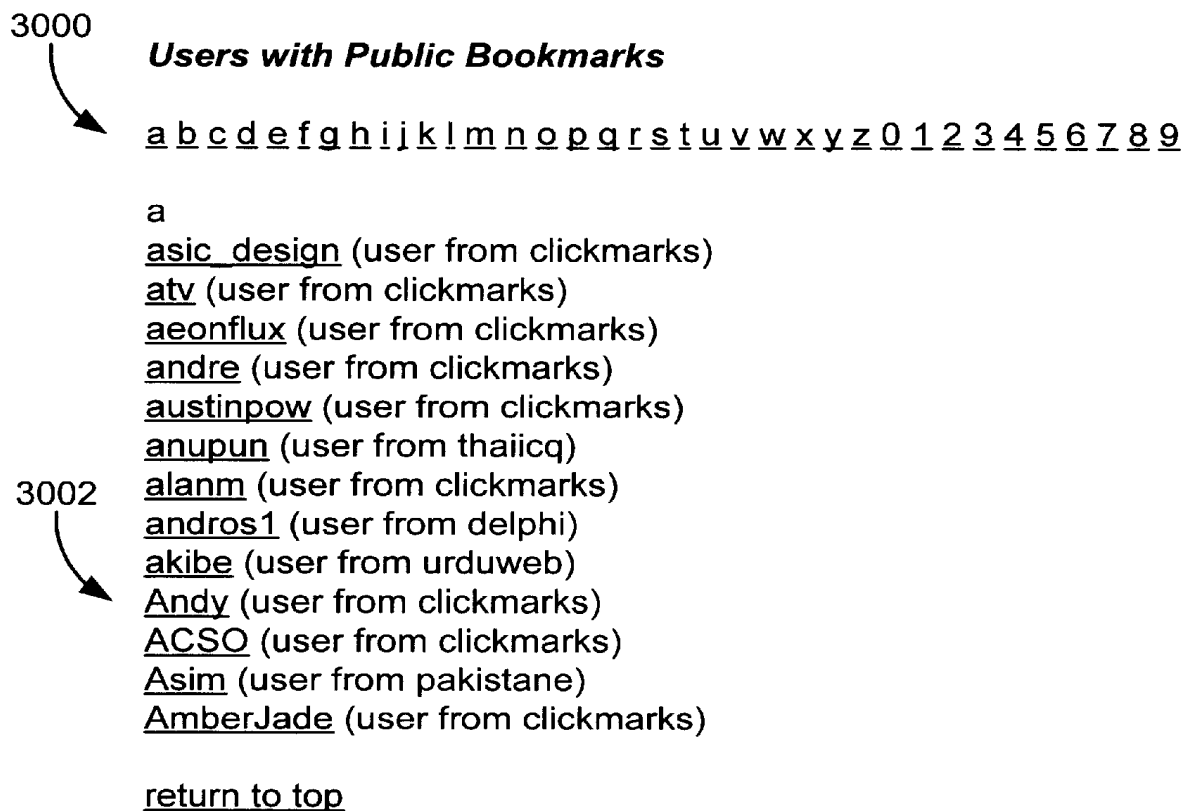 3000
Users with Public Bookmarks
a b c d e f g h i j k l m n o p q r s t u v w x y z 0 1 2 3 4 5 6 7 8 9
a
asic_design (user from clickmarks)
atv (user from clickmarks)
aeonflux (user from clickmarks)
andre (user from clickmarks)
austinpow (user from clickmarks)
anupun (user from thaiicq)
alanm (user from clickmarks)
3002
andros1 (user from delphi)
akibe (user from urduweb)
Andy (user from clickmarks)
ACSO (user from clickmarks)
Asim (user from pakistane)
AmberJade (user from clickmarks)
return to top